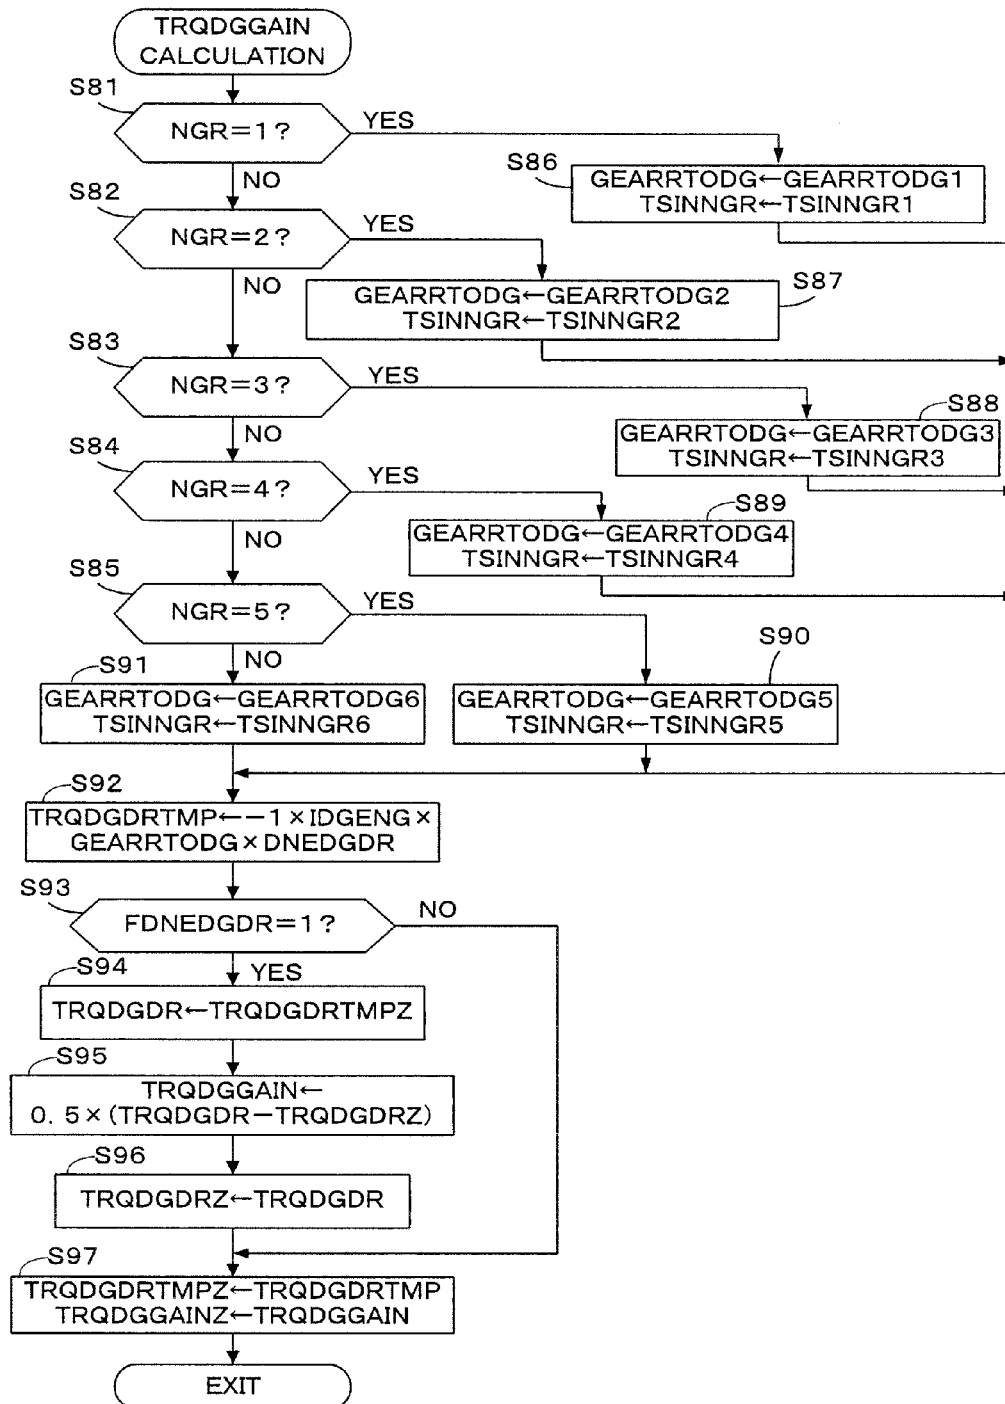 TRQDGGAIN
CALCULATION
S81
NGR=1?
YES
NO
S86
GEARRTODG←GEARRTODG1
TSINNGR←TSINNGR1
S82
NGR=2?
YES
NO
S87
GEARRTODG←GEARRTODG2
TSINNGR←TSINNGR2
S83
NGR=3?
YES
NO
S88
GEARRTODG←GEARRTODG3
TSINNGR←TSINNGR3
S84
NGR=4?
YES
NO
S89
GEARRTODG←GEARRTODG4
TSINNGR←TSINNGR4
S85
NGR=5?
YES
NO
S90
GEARRTODG←GEARRTODG5
TSINNGR←TSINNGR5
S91
GEARRTODG←GEARRTODG6
TSINNGR←TSINNGR6
S92
TRQDGDRTMP←−1×IDGENG×
GEARRTODG×DNEDGDR
S93
FDNEDGDR=1?
NO
YES
S94
TRQDGDR←TRQDGDRTMPZ
S95
TRQDGGAIN←
0. 5×(TRQDGDR−TRQDGDRZ)
S96
TRQDGDRZ←TRQDGDR
S97
TRQDGDRTMPZ←TRQDGDRTMP
TRQDGGAINZ←TRQDGGAIN
EXIT